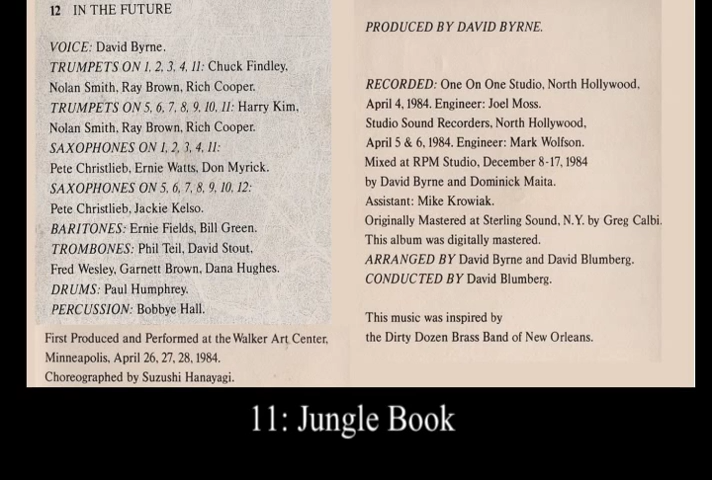 12 IN THE FUTURE
VOICE: David Byrne.
TRUMPETS ON 1, 2, 3, 4, 11: Chuck Findley,
Nolan Smith, Ray Brown, Rich Cooper.
TRUMPETS ON 5, 6, 7, 8, 9, 10, 11: Harry Kim,
Nolan Smith, Ray Brown, Rich Cooper.
SAXOPHONES ON 1, 2, 3, 4, 11:
Pete Christlieb, Ernie Watts, Don Myrick.
SAXOPHONES ON 5, 6, 7, 8, 9, 10, 12:
Pete Christlieb, Jackie Kelso.
BARITONES: Ernie Fields, Bill Green.
TROMBONES: Phil Teil, David Stout,
Fred Wesley, Garnett Brown, Dana Hughes.
DRUMS: Paul Humphrey.
PERCUSSION: Bobbye Hall.
First Produced and Performed at the Walker Art Center,
Minneapolis, April 26, 27, 28, 1984.
Choreographed by Suzushi Hanayagi.
PRODUCED BY DAVID BYRNE.
RECORDED: One On One Studio, North Hollywood,
April 4, 1984. Engineer: Joel Moss.
Studio Sound Recorders, North Hollywood,
April 5 & 6, 1984. Engineer: Mark Wolfson.
Mixed at RPM Studio, December 8-17, 1984
by David Byrne and Dominick Maita.
Assistant: Mike Krowiak.
Originally Mastered at Sterling Sound, N.Y. by Greg Calbi.
This album was digitally mastered.
ARRANGED BY David Byrne and David Blumberg.
CONDUCTED BY David Blumberg.
This music was inspired by
the Dirty Dozen Brass Band of New Orleans.
11: Jungle Book